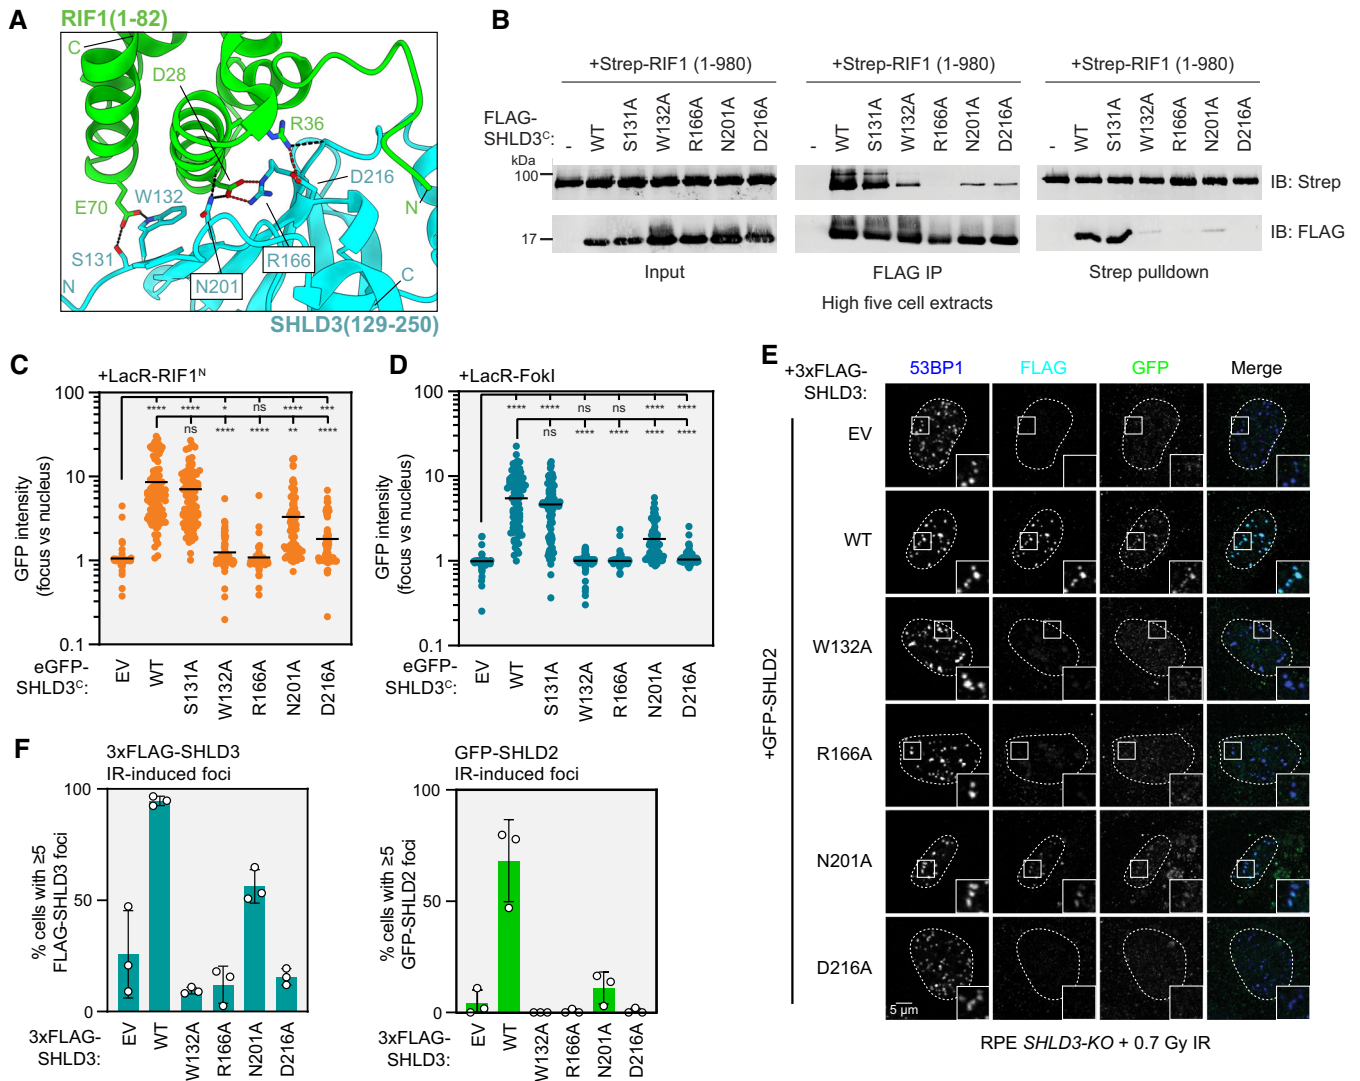 A
RIF1(1-82)
C
D28
R36
D216
W132
E70
S131
N
N201
R166
C
N
SHLD3(129-250)
B
+Strep-RIF1 (1-980)
+Strep-RIF1 (1-980)
+Strep-RIF1 (1-980)
FLAG-
SHLD3C:
- WT S131A W132A R166A N201A D216A
- WT S131A W132A R166A N201A D216A
- WT S131A W132A R166A N201A D216A
kDa
100
17
IB: Strep
IB: FLAG
Input
FLAG IP
Strep pulldown
High five cell extracts
C
+LacR-RIF1N
**** **** * ns **** ***
ns **** **** ** ****
GFP intensity
(focus vs nucleus)
100
10
1
0.1
eGFP-
SHLD3C:
EV WT S131A W132A R166A N201A D216A
D
+LacR-FokI
**** **** ns ns **** ****
ns **** **** **** ****
GFP intensity
(focus vs nucleus)
100
10
1
0.1
eGFP-
SHLD3C:
EV WT S131A W132A R166A N201A D216A
E
+3xFLAG-
SHLD3:
53BP1 FLAG GFP Merge
+GFP-SHLD2
EV
WT
W132A
R166A
N201A
D216A
5 μm
RPE SHLD3-KO + 0.7 Gy IR
F
3xFLAG-SHLD3
IR-induced foci
% cells with ≥5
FLAG-SHLD3 foci
100
50
0
3xFLAG-
SHLD3:
EV WT W132A R166A N201A D216A
GFP-SHLD2
IR-induced foci
% cells with ≥5
GFP-SHLD2 foci
100
50
0
3xFLAG-
SHLD3:
EV WT W132A R166A N201A D216A